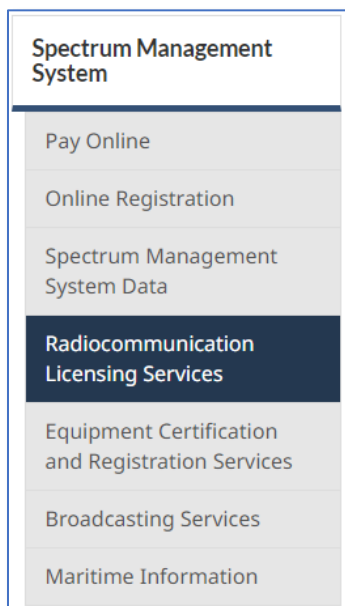 Spectrum Management
System
Pay Online
Online Registration
Spectrum Management
System Data
Radiocommunication
Licensing Services
Equipment Certification
and Registration Services
Broadcasting Services
Maritime Information